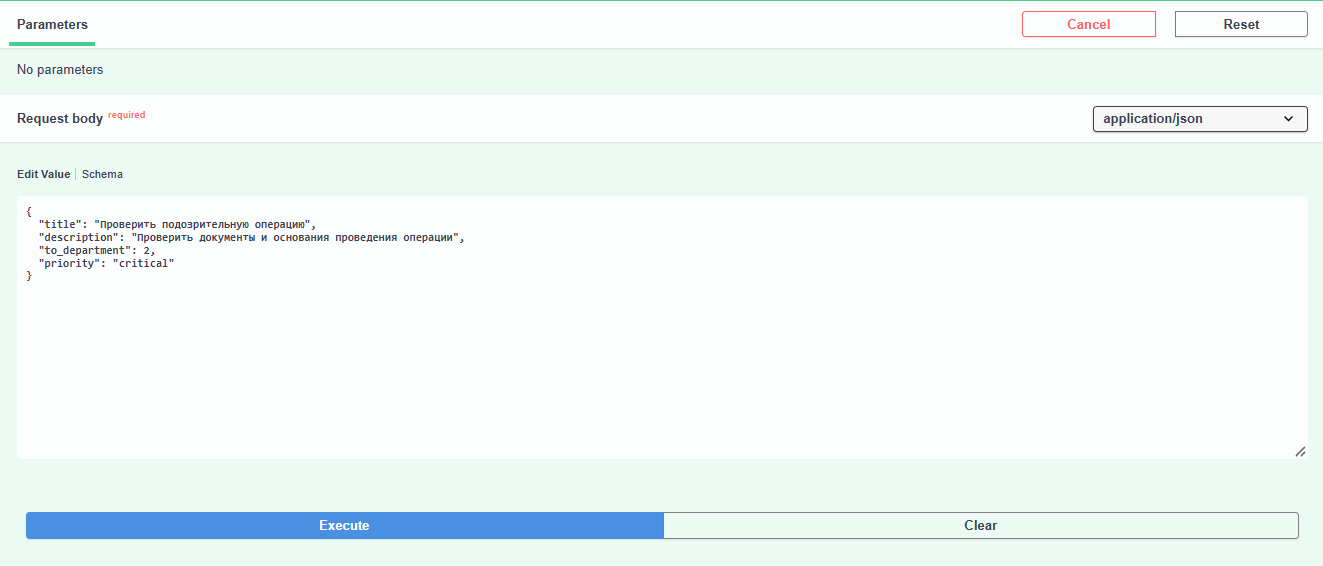 Parameters
Cancel
Reset
No parameters
Request body required
application/json
Edit Value | Schema
{
  "title": "Проверить подозрительную операцию",
  "description": "Проверить документы и основания проведения операции",
  "to_department": 2,
  "priority": "critical"
}
Execute
Clear